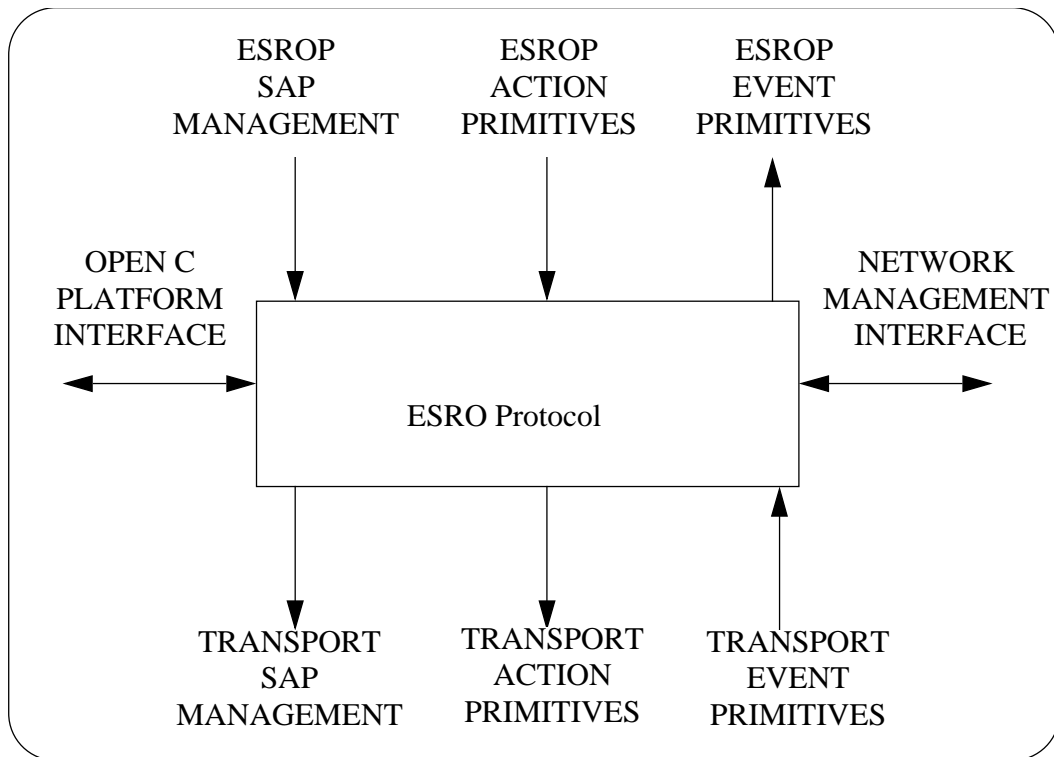 ESROP
SAP
MANAGEMENT
ESROP
ACTION
PRIMITIVES
ESROP
EVENT
PRIMITIVES
OPEN C
PLATFORM
INTERFACE
NETWORK
MANAGEMENT
INTERFACE
ESRO Protocol
TRANSPORT
SAP
MANAGEMENT
TRANSPORT
ACTION
PRIMITIVES
TRANSPORT
EVENT
PRIMITIVES